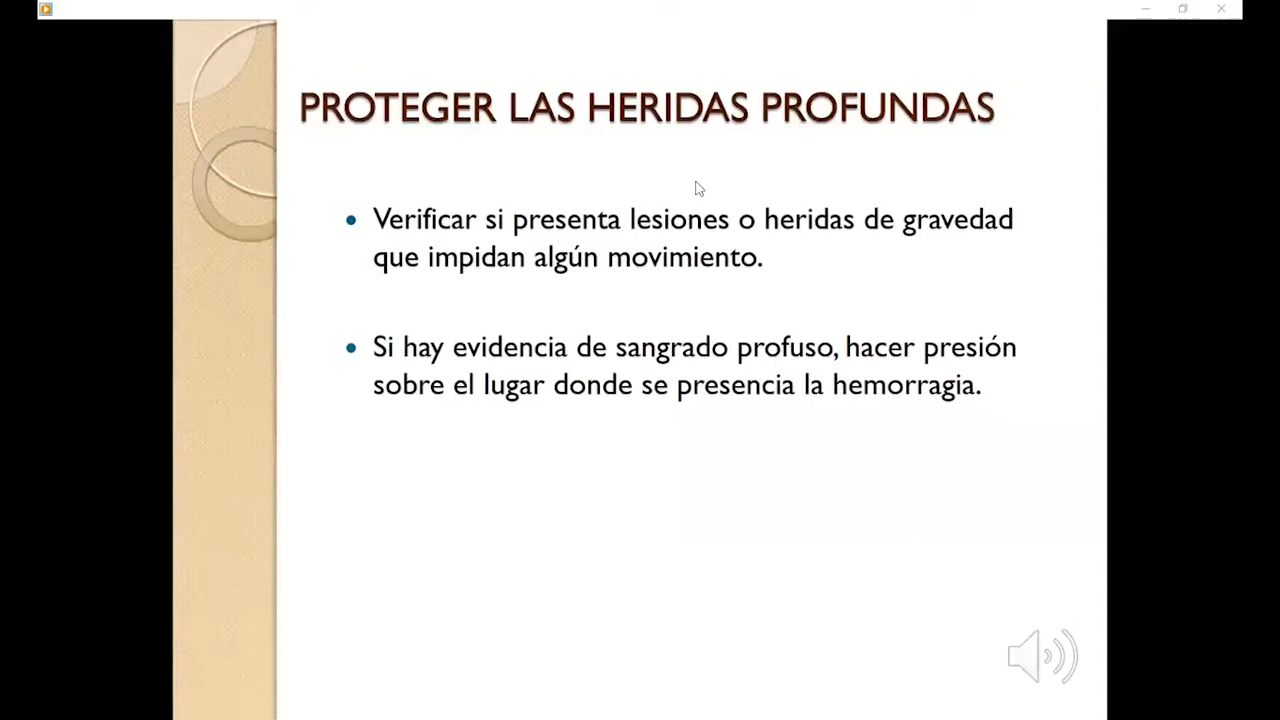 PROTEGER LAS HERIDAS PROFUNDAS
• Verificar si presenta lesiones o heridas de gravedad
que impidan algún movimiento.
• Si hay evidencia de sangrado profuso, hacer presión
sobre el lugar donde se presencia la hemorragia.